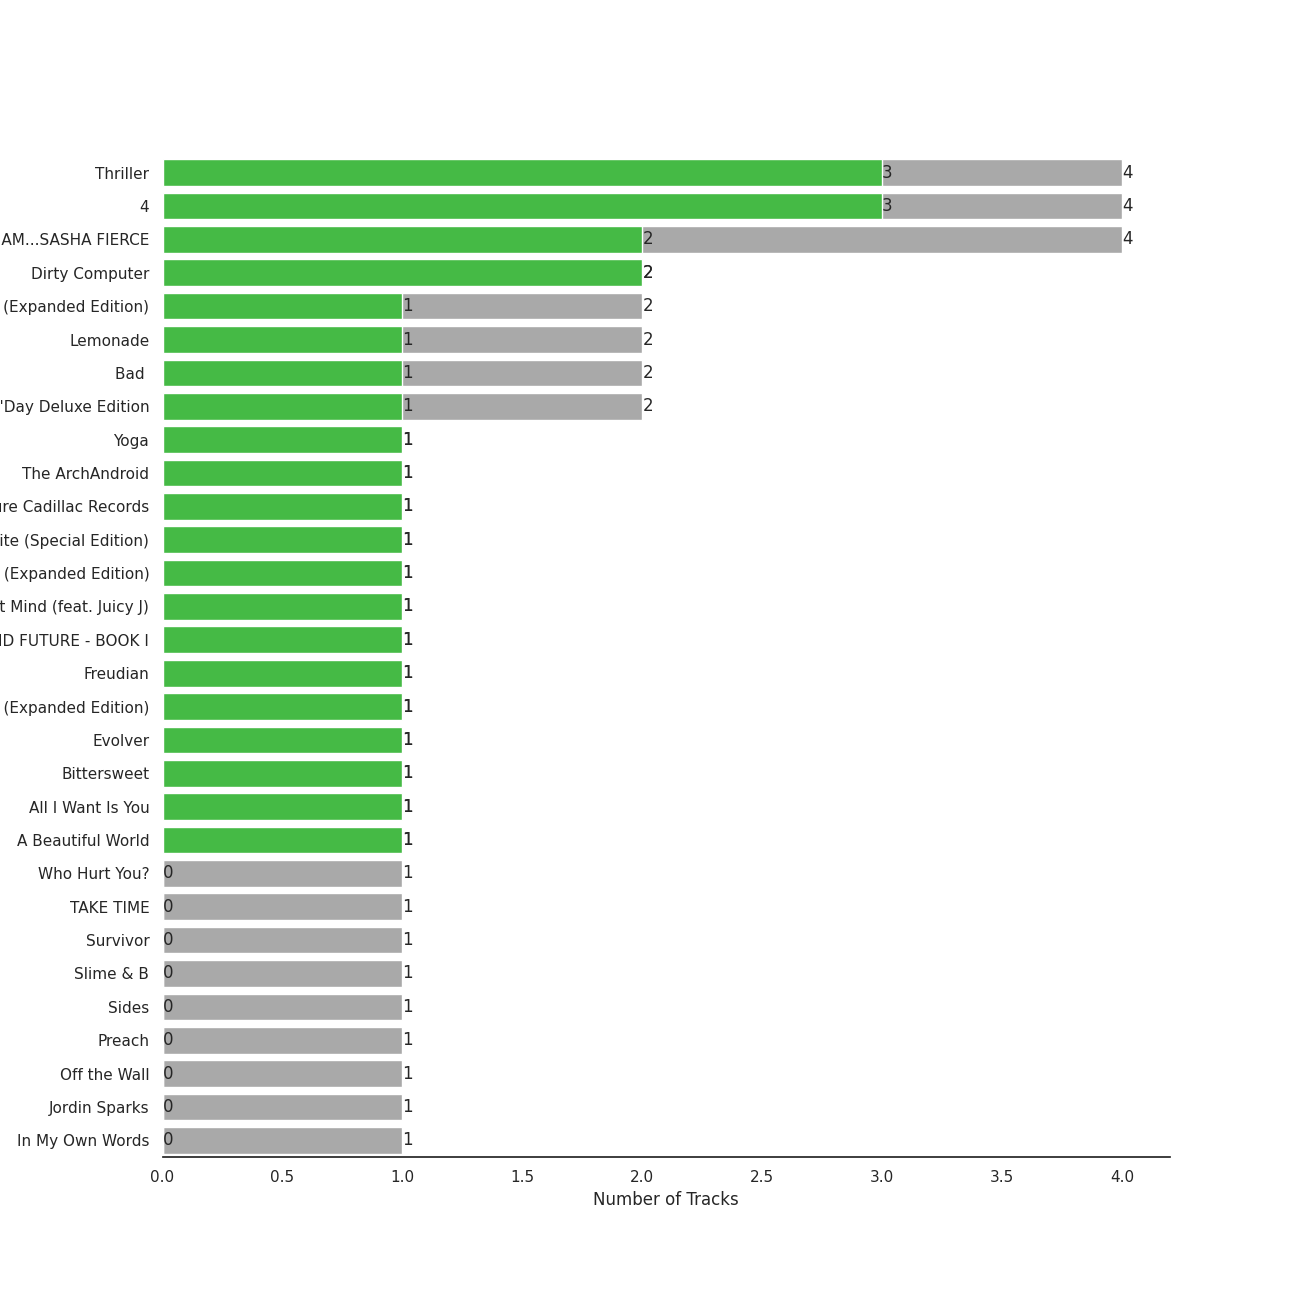 Thriller 3 4
4 3 4
AM...SASHA FIERCE 2 4
Dirty Computer 2
(Expanded Edition) 1 2
Lemonade 1 2
Bad 1 2
'Day Deluxe Edition 1 2
Yoga 1
The ArchAndroid 1
re Cadillac Records 1
ite (Special Edition) 1
(Expanded Edition) 1
t Mind (feat. Juicy J) 1
D FUTURE - BOOK I 1
Freudian 1
(Expanded Edition) 1
Evolver 1
Bittersweet 1
All I Want Is You 1
A Beautiful World 1
Who Hurt You? 0 1
TAKE TIME 0 1
Survivor 0 1
Slime & B 0 1
Sides 0 1
Preach 0 1
Off the Wall 0 1
Jordin Sparks 0 1
In My Own Words 0 1
0.0 0.5 1.0 1.5 2.0 2.5 3.0 3.5 4.0
Number of Tracks